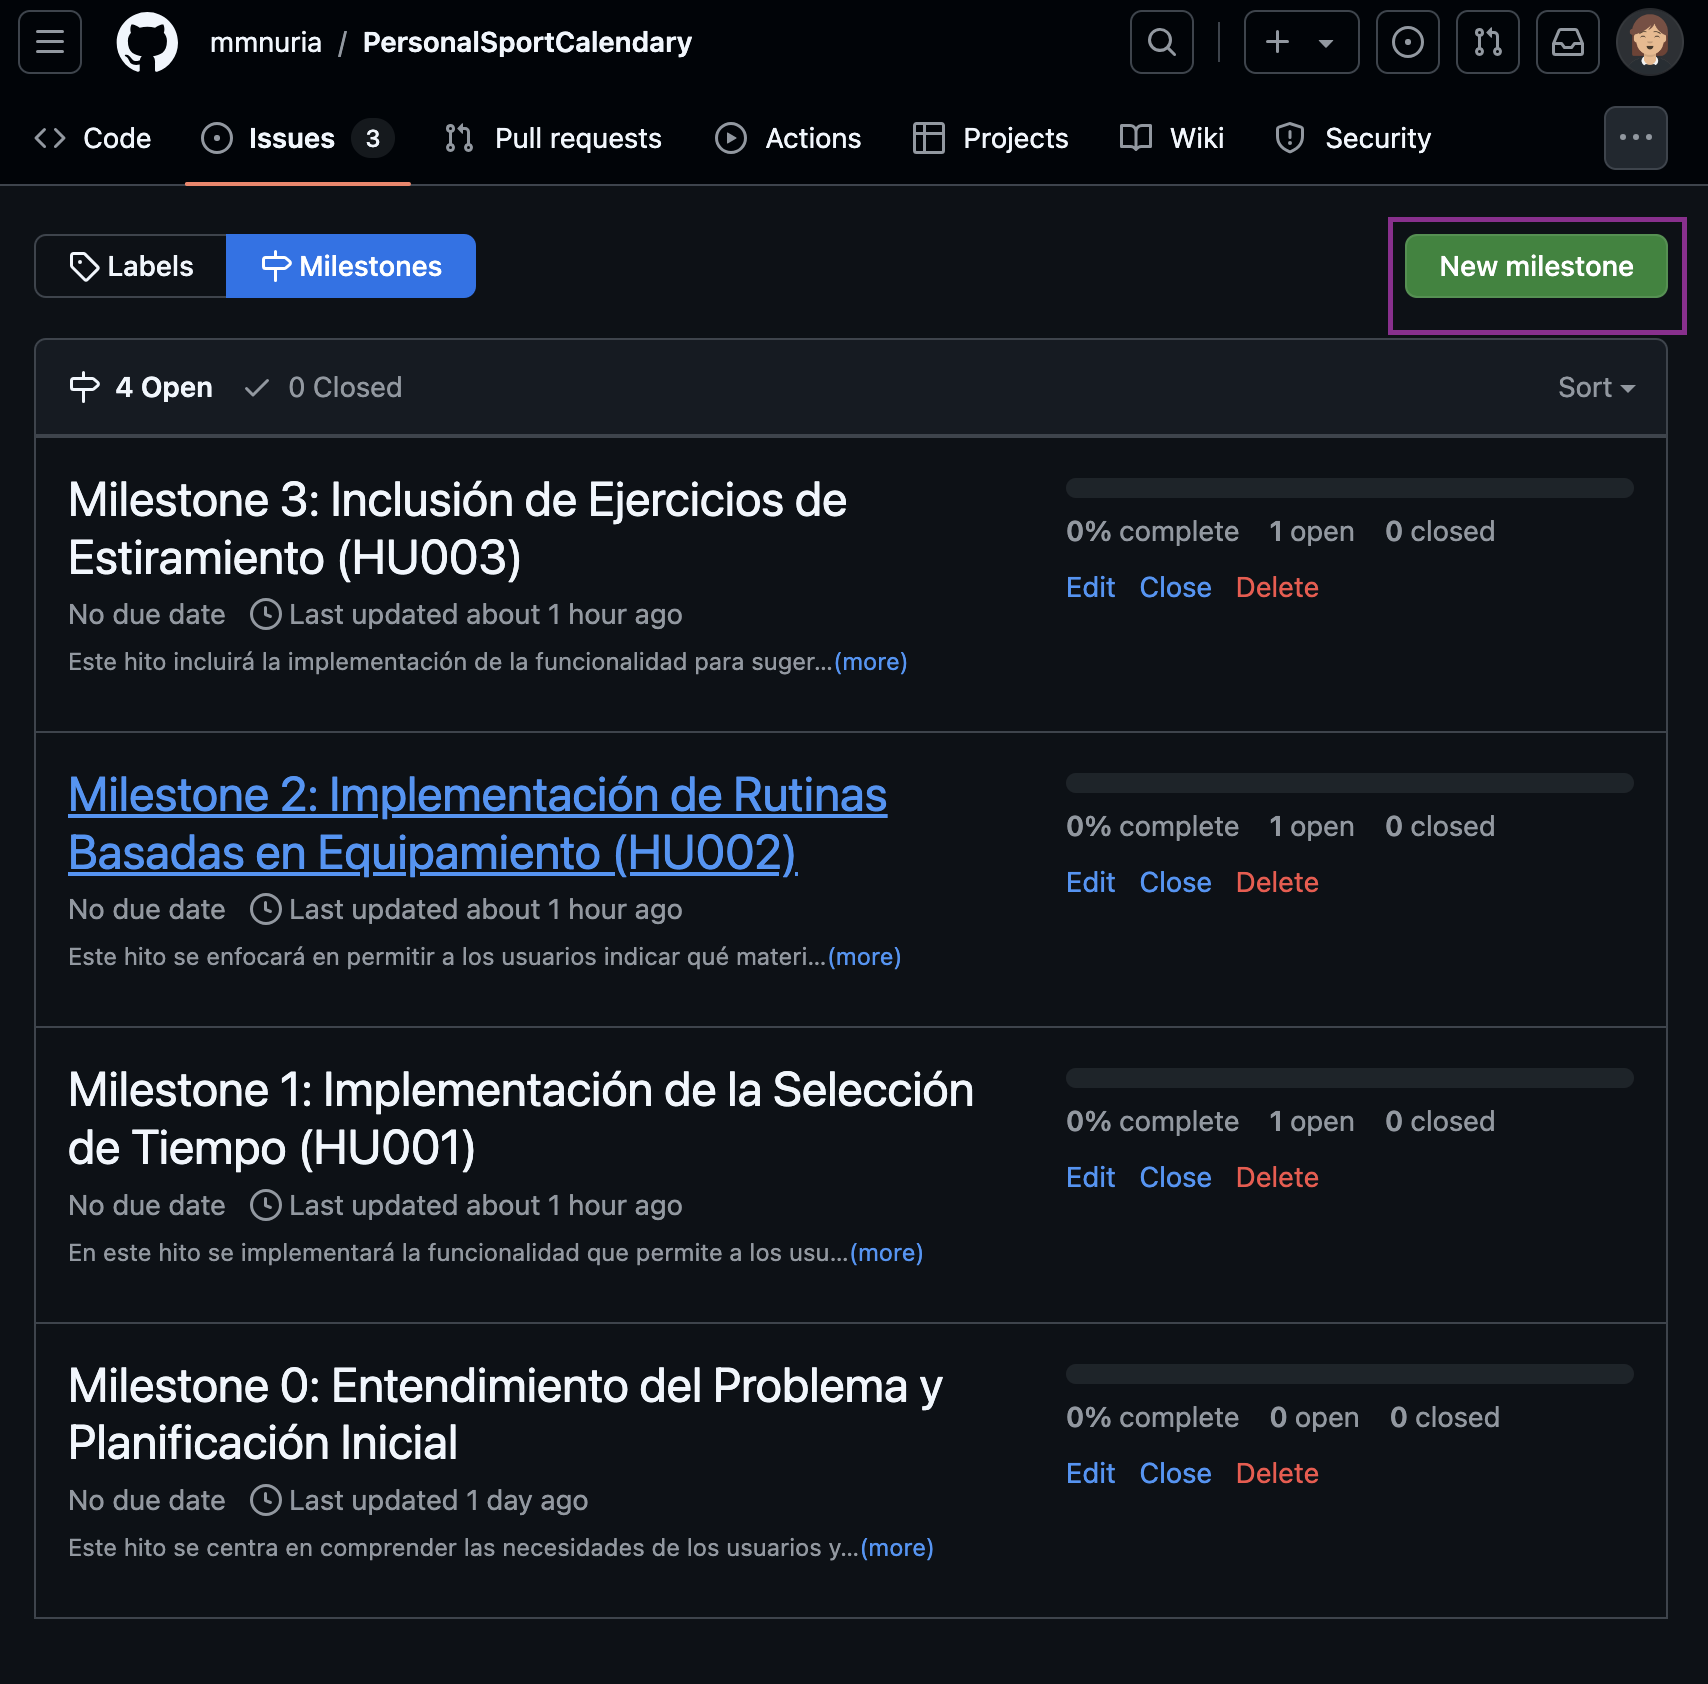 mmnuria / PersonalSportCalendary
Code Issues 3 Pull requests Actions Projects Wiki Security
Labels Milestones New milestone
4 Open 0 Closed Sort
Milestone 3: Inclusión de Ejercicios de
Estiramiento (HU003)
No due date Last updated about 1 hour ago
Este hito incluirá la implementación de la funcionalidad para suger...(more)
0% complete 1 open 0 closed
Edit Close Delete
Milestone 2: Implementación de Rutinas
Basadas en Equipamiento (HU002)
No due date Last updated about 1 hour ago
Este hito se enfocará en permitir a los usuarios indicar qué materi...(more)
0% complete 1 open 0 closed
Edit Close Delete
Milestone 1: Implementación de la Selección
de Tiempo (HU001)
No due date Last updated about 1 hour ago
En este hito se implementará la funcionalidad que permite a los usu...(more)
0% complete 1 open 0 closed
Edit Close Delete
Milestone 0: Entendimiento del Problema y
Planificación Inicial
No due date Last updated 1 day ago
Este hito se centra en comprender las necesidades de los usuarios y...(more)
0% complete 0 open 0 closed
Edit Close Delete